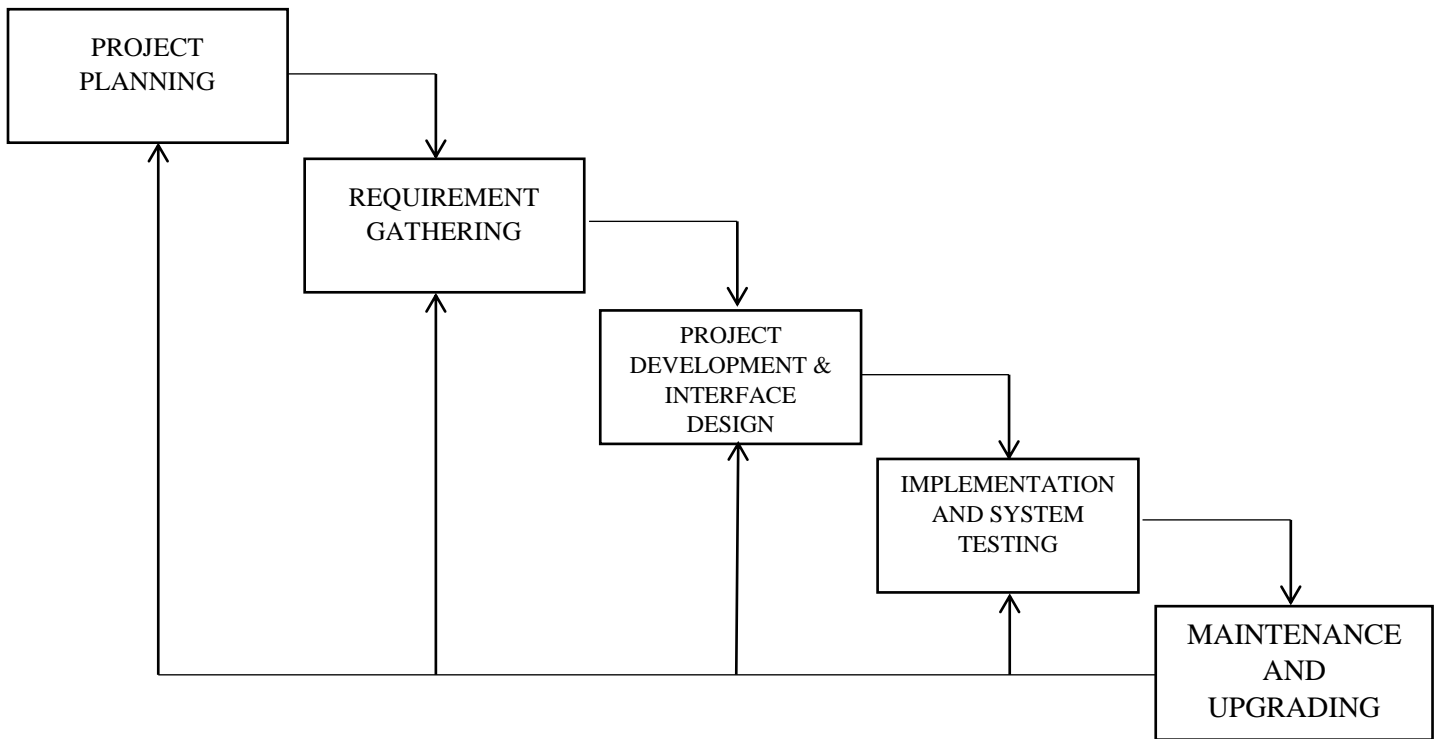 PROJECT
PLANNING
REQUIREMENT
GATHERING
PROJECT
DEVELOPMENT &
INTERFACE
DESIGN
IMPLEMENTATION
AND SYSTEM
TESTING
MAINTENANCE
AND
UPGRADING